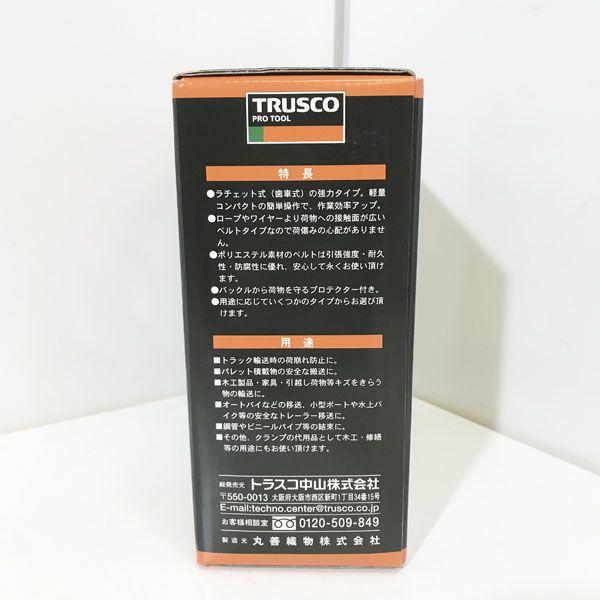 TRUSCO
PRO TOOL
特長
●ラチェット式（歯車式）の強力タイプ。軽量
コンパクトの簡単操作で、作業効率アップ。
●ロープやワイヤーより荷物への接触面が広い
ベルトタイプなので荷傷みの心配がありませ
ん。
●ポリエステル素材のベルトは引張強度・耐久
性・防腐性に優れ、安心して永くお使い頂け
ます。
●バックルから荷物を守るプロテクター付き。
●用途に応じていくつかのタイプからお選び頂
けます。
用途
■トラック輸送時の荷崩れ防止に。
■パレット積載物の安全な搬送に。
■木工製品・家具・引越し荷物等キズをきらう
物の輸送に。
■オートバイなどの移送、小型ボートや水上バ
イク等の安全なトレーラー移送に。
■鋼管やビニールパイプ等の結束に。
■その他、クランプの代用品として木工・修繕
等の用途にもお使い頂けます。
総発売元 トラスコ中山株式会社
〒550-0013 大阪府大阪市西区新町1丁目34番15号
E-mail:techno.center@trusco.co.jp
お客様相談室 0120-509-849
製造元 丸善織物株式会社